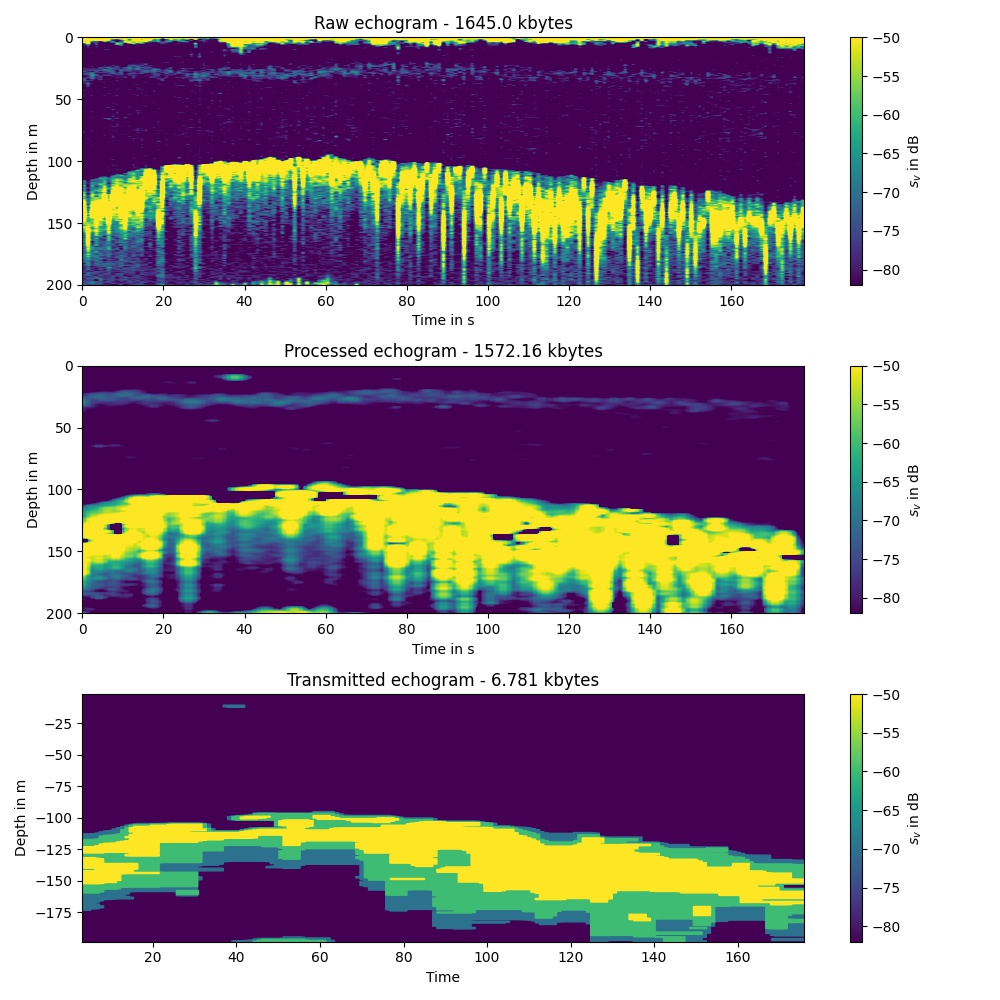 Raw echogram - 1645.0 kbytes
0
50
100
150
200
Depth in m
0 20 40 60 80 100 120 140 160
Time in s
−50
−55
−60
−65
−70
−75
−80
sv in dB
Processed echogram - 1572.16 kbytes
0
50
100
150
200
Depth in m
0 20 40 60 80 100 120 140 160
Time in s
−50
−55
−60
−65
−70
−75
−80
sv in dB
Transmitted echogram - 6.781 kbytes
−25
−50
−75
−100
−125
−150
−175
Depth in m
20 40 60 80 100 120 140 160
Time
−50
−55
−60
−65
−70
−75
−80
sv in dB